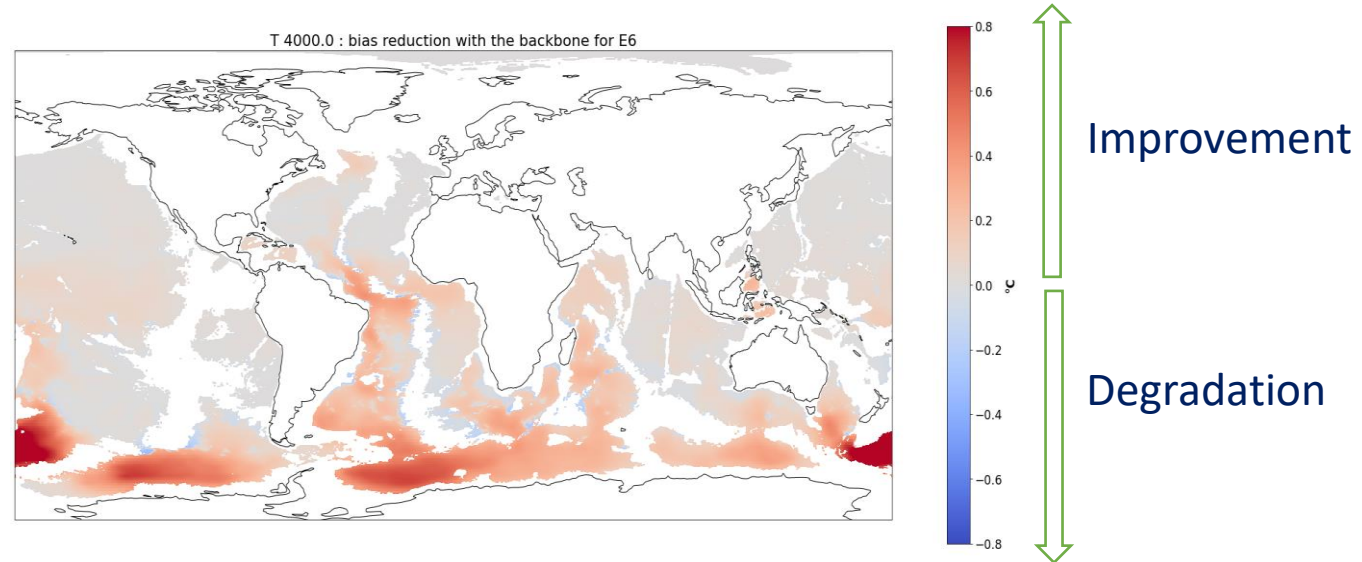 T 4000.0 : bias reduction with the backbone for E6
0.8
0.6
0.4
0.2
0.0
−0.2
−0.4
−0.6
−0.8
°C
Improvement
Degradation